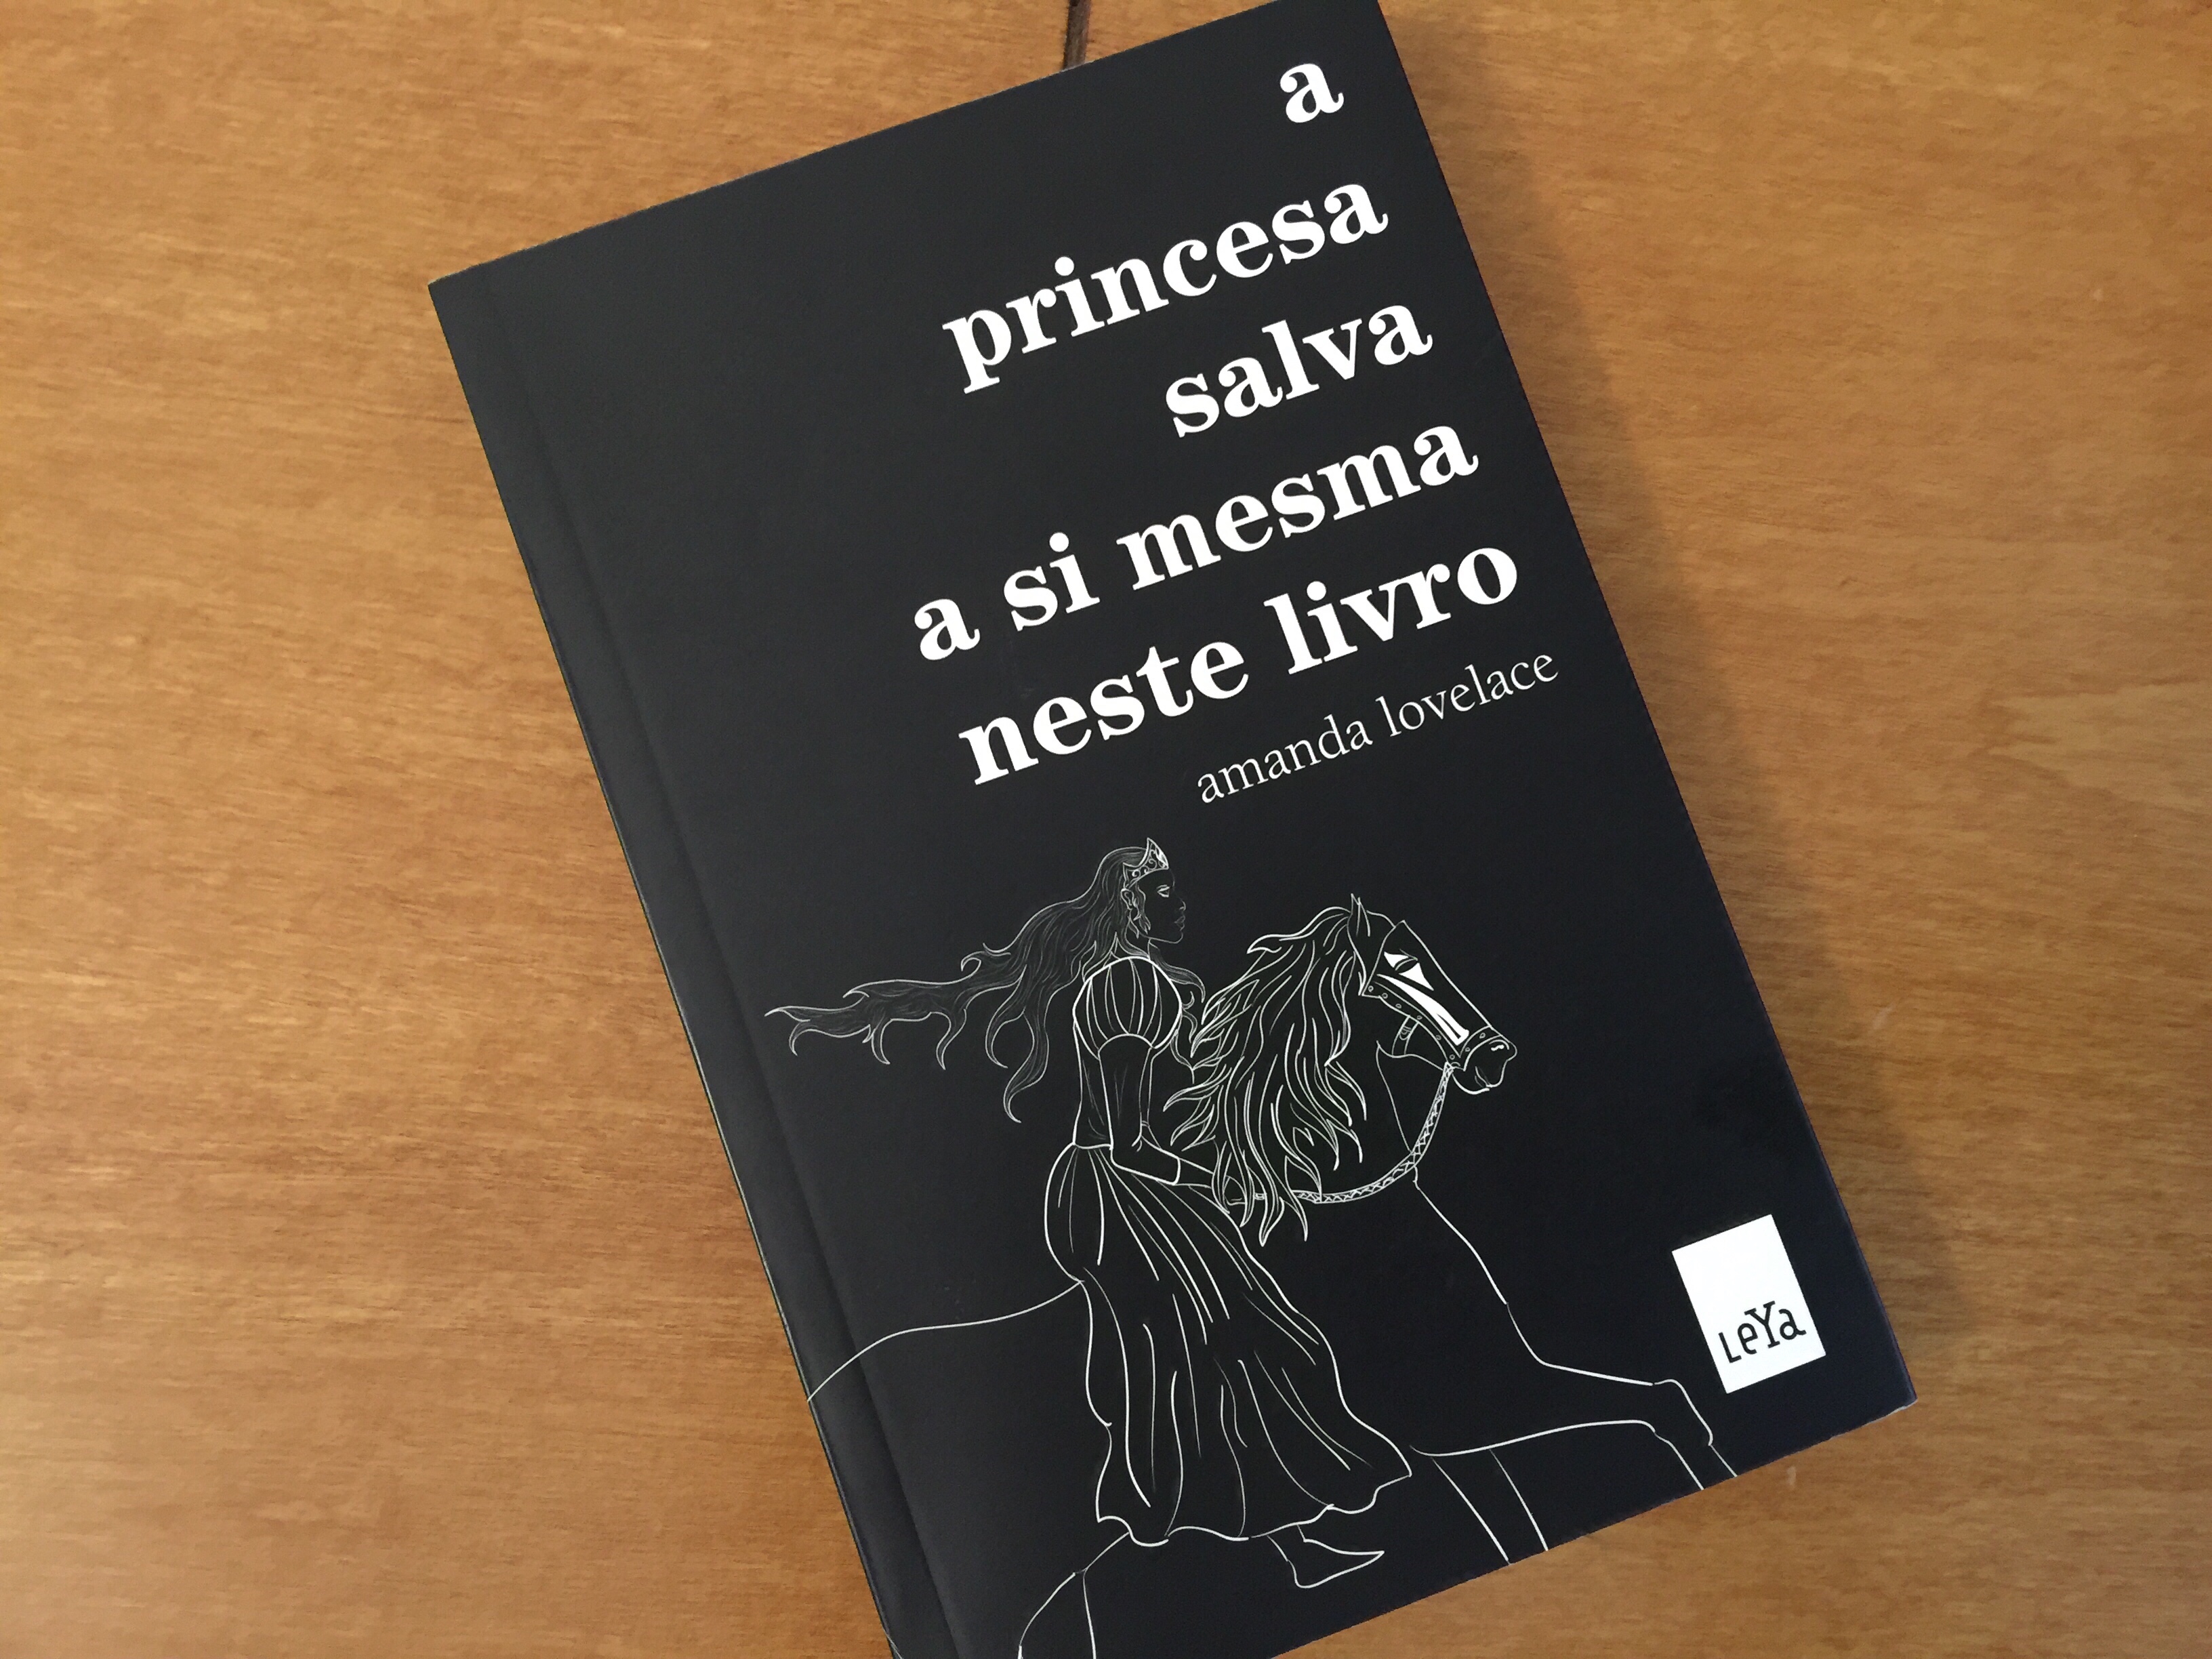 a
princesa
salva
a si mesma
neste livro
amanda lovelace
LeYa